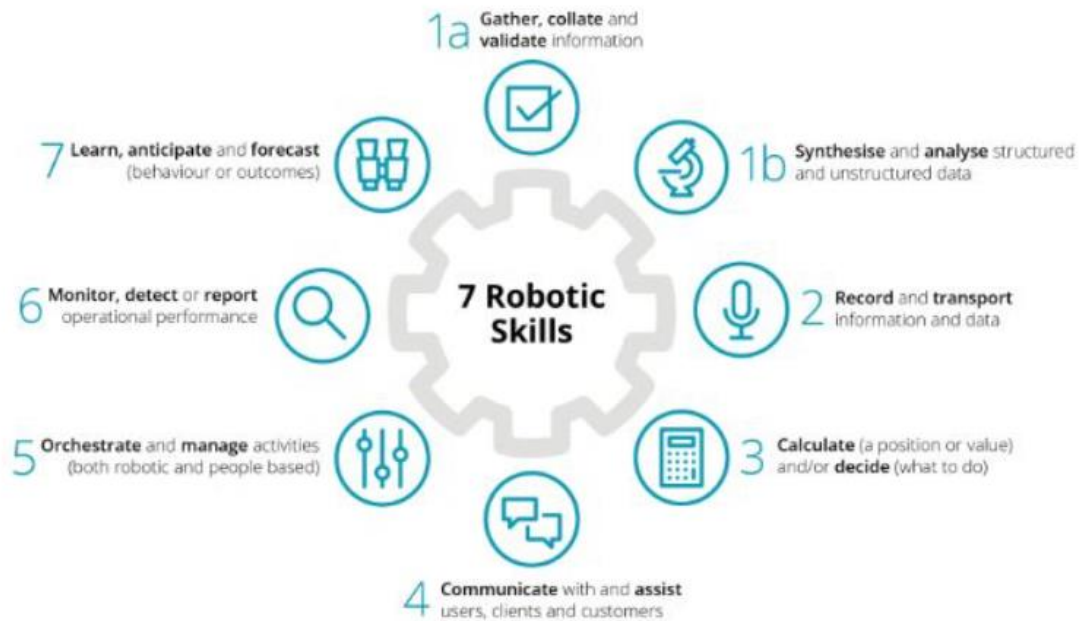 1a Gather, collate and
validate information
1b Synthesise and analyse structured
and unstructured data
2 Record and transport
information and data
3 Calculate (a position or value)
and/or decide (what to do)
4 Communicate with and assist
users, clients and customers
5 Orchestrate and manage activities
(both robotic and people based)
6 Monitor, detect or report
operational performance
7 Learn, anticipate and forecast
(behaviour or outcomes)
7 Robotic
Skills